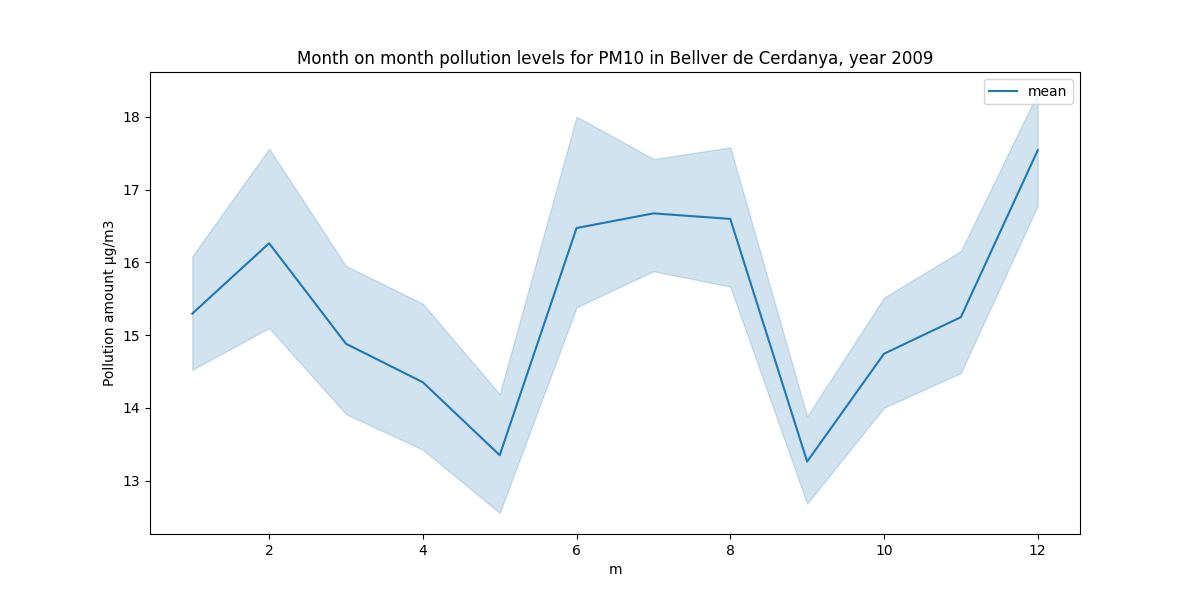 Month on month pollution levels for PM10 in Bellver de Cerdanya, year 2009
mean
Pollution amount µg/m3
18
17
16
15
14
13
2 4 6 8 10 12
m